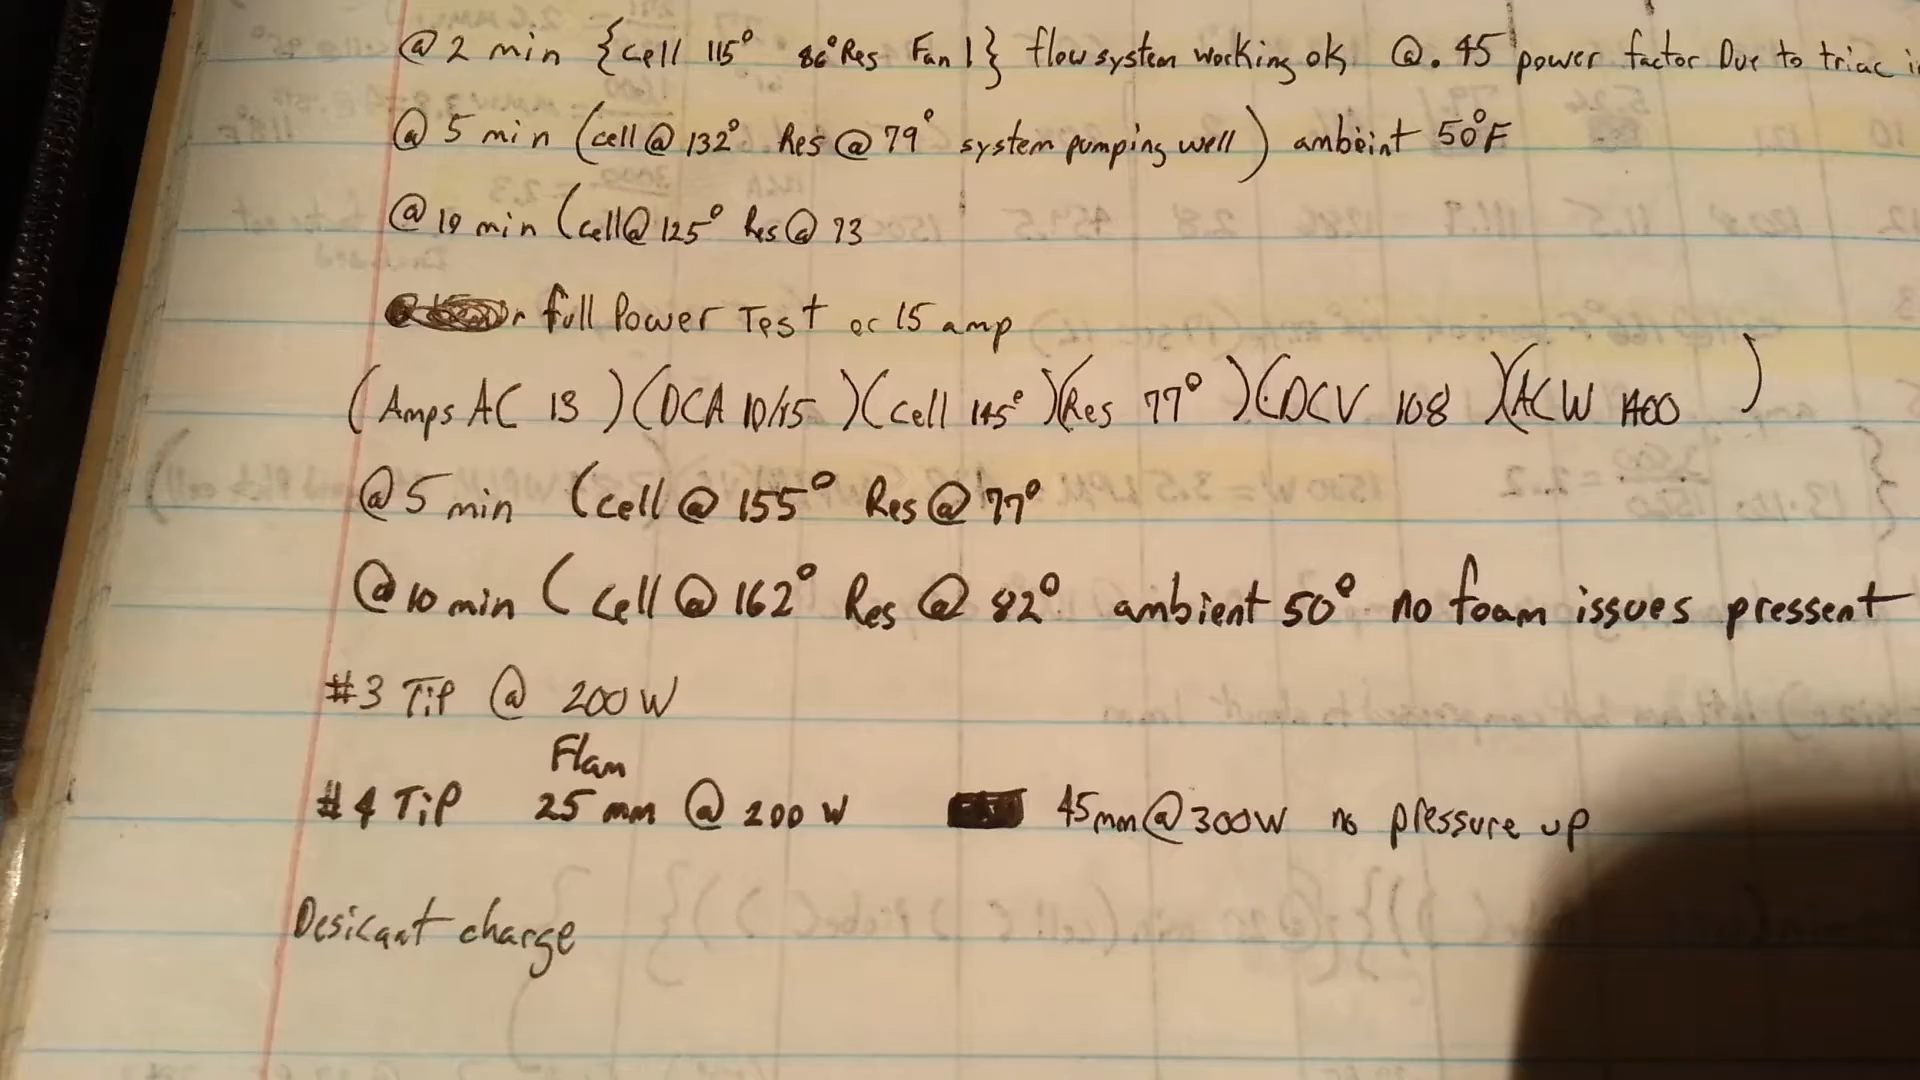 @ 2 min {cell 115° 86° Res Fan 1} flow system working ok @ .45 power factor Due to triac
@ 5 min (cell @ 132° Res @ 79° system pumping well) ambeint 50°F
@ 10 min (cell @ 125° Res @ 73
full Power Test or 15 amp
(Amps AC 13 )(DCA 10/15 )(cell 145° )(Res 77° )(DCV 108 )(ACW 1400 )
@ 5 min (cell @ 155° Res @ 77°
@ 10 min ( cell @ 162° Res @ 82° ambient 50° no foam issues pressent
#3 Tip @ 200 W
Flam
#4 Tip 25 mm @ 200 W 45mm @ 300W no pressure up
Desicant charge